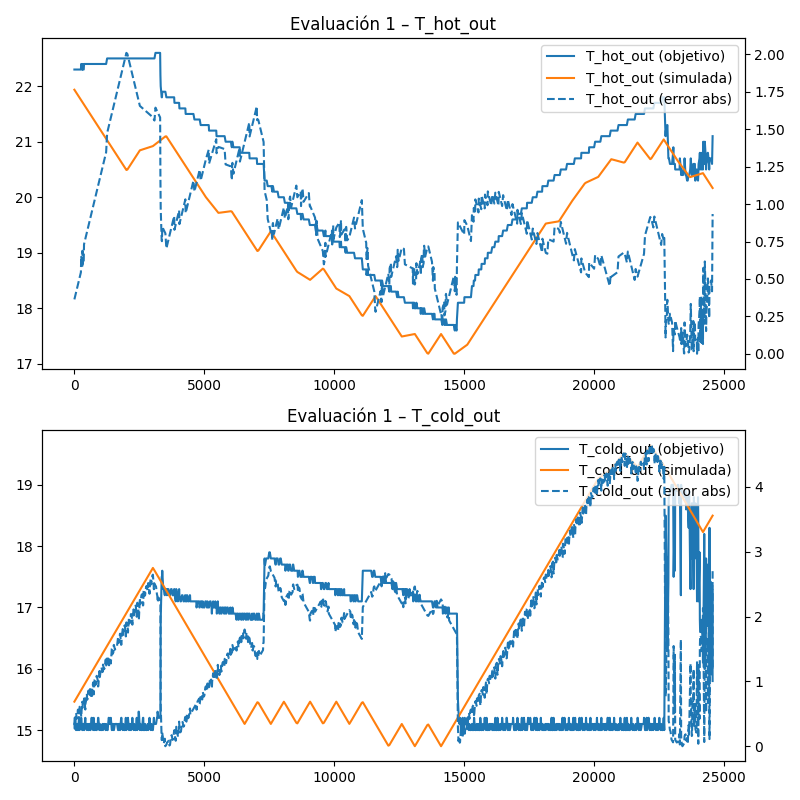 Evaluación 1 – T_hot_out
T_hot_out (objetivo)
T_hot_out (simulada)
T_hot_out (error abs)
22
21
20
19
18
17
2.00
1.75
1.50
1.25
1.00
0.75
0.50
0.25
0.00
0 5000 10000 15000 20000 25000
Evaluación 1 – T_cold_out
T_cold_out (objetivo)
T_cold_out (simulada)
T_cold_out (error abs)
19
18
17
16
15
4
3
2
1
0
0 5000 10000 15000 20000 25000